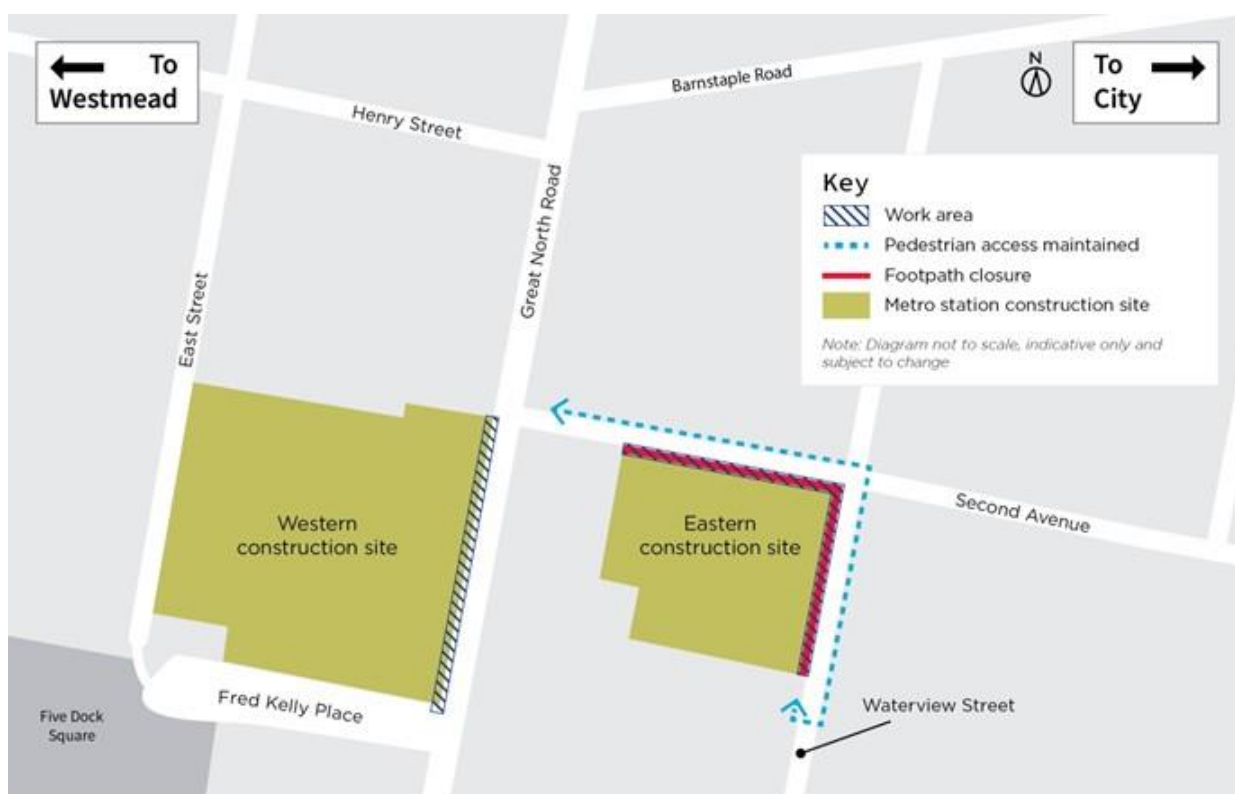 To
Westmead
N
To
City
Barnstaple Road
Henry Street
Great North Road
East Street
Key
Work area
Pedestrian access maintained
Footpath closure
Metro station construction site
Note: Diagram not to scale, indicative only and
subject to change
Western
construction site
Eastern
construction site
Second Avenue
Fred Kelly Place
Five Dock
Square
Waterview Street